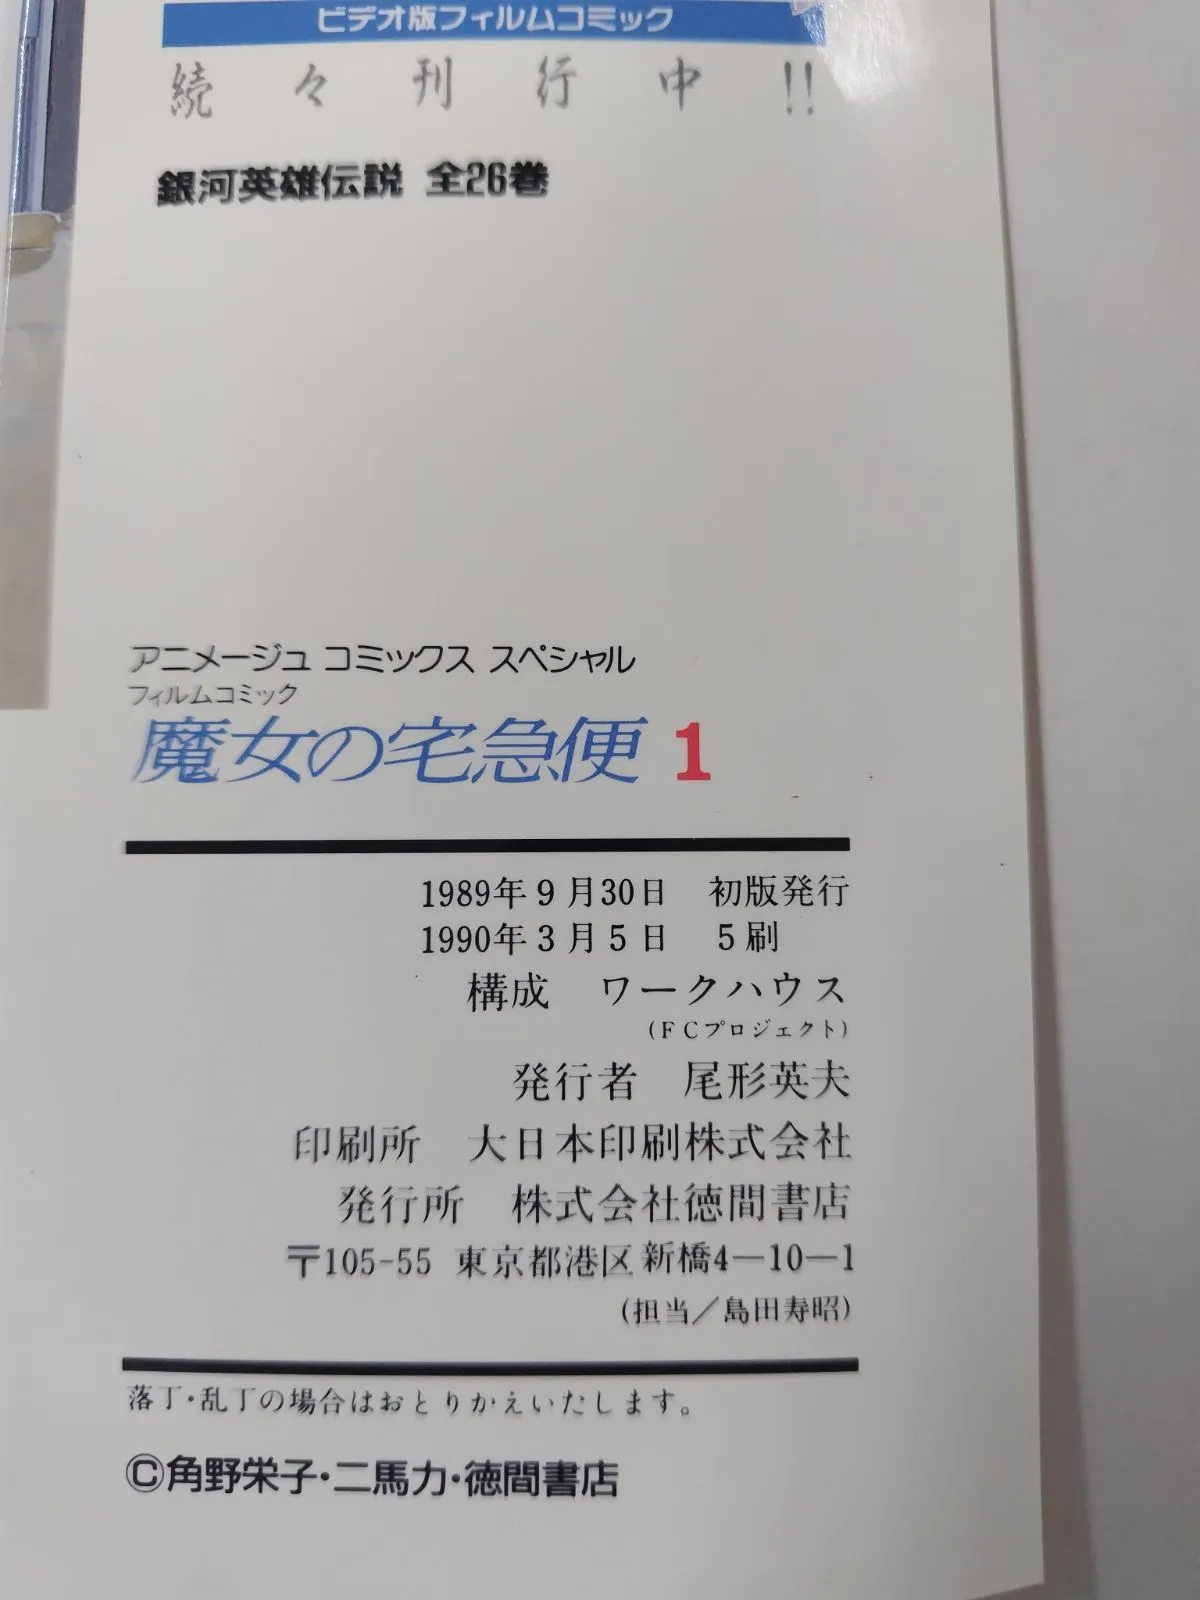 ビデオ版フィルムコミック
続々刊行中!!
銀河英雄伝説 全26巻
アニメージュ コミックス スペシャル
フィルムコミック
魔女の宅急便 1
1989年9月30日 初版発行
1990年3月5日 5刷
構成 ワークハウス
(FCプロジェクト)
発行者 尾形英夫
印刷所 大日本印刷株式会社
発行所 株式会社徳間書店
〒105-55 東京都港区新橋4—10—1
(担当/島田寿昭)
落丁・乱丁の場合はおとりかえいたします。
©角野栄子・二馬力・徳間書店